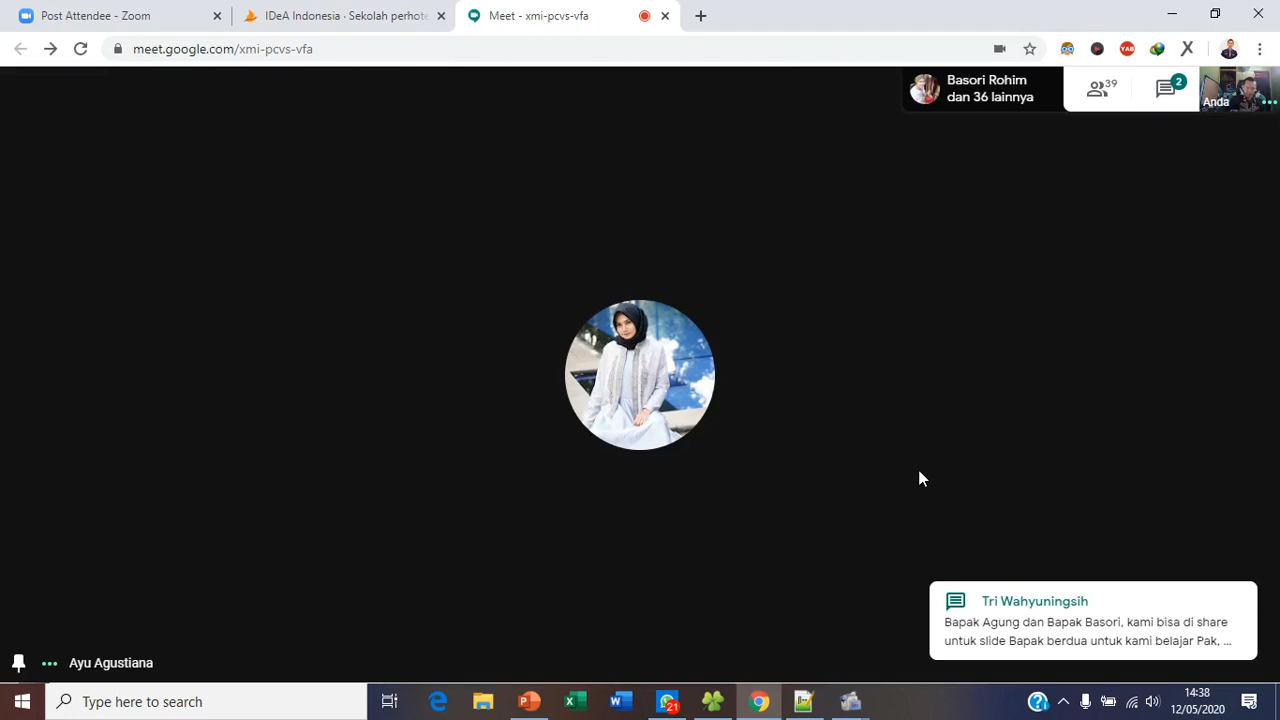 Post Attendee - Zoom
IDeA Indonesia · Sekolah perhote
Meet - xmi-pcvs-vfa
meet.google.com/xmi-pcvs-vfa
YAB
X
Basori Rohim
dan 36 lainnya
39
2
Anda
Tri Wahyuningsih
Bapak Agung dan Bapak Basori, kami bisa di share
untuk slide Bapak berdua untuk kami belajar Pak, ...
Ayu Agustiana
Type here to search
21
14:38
12/05/2020